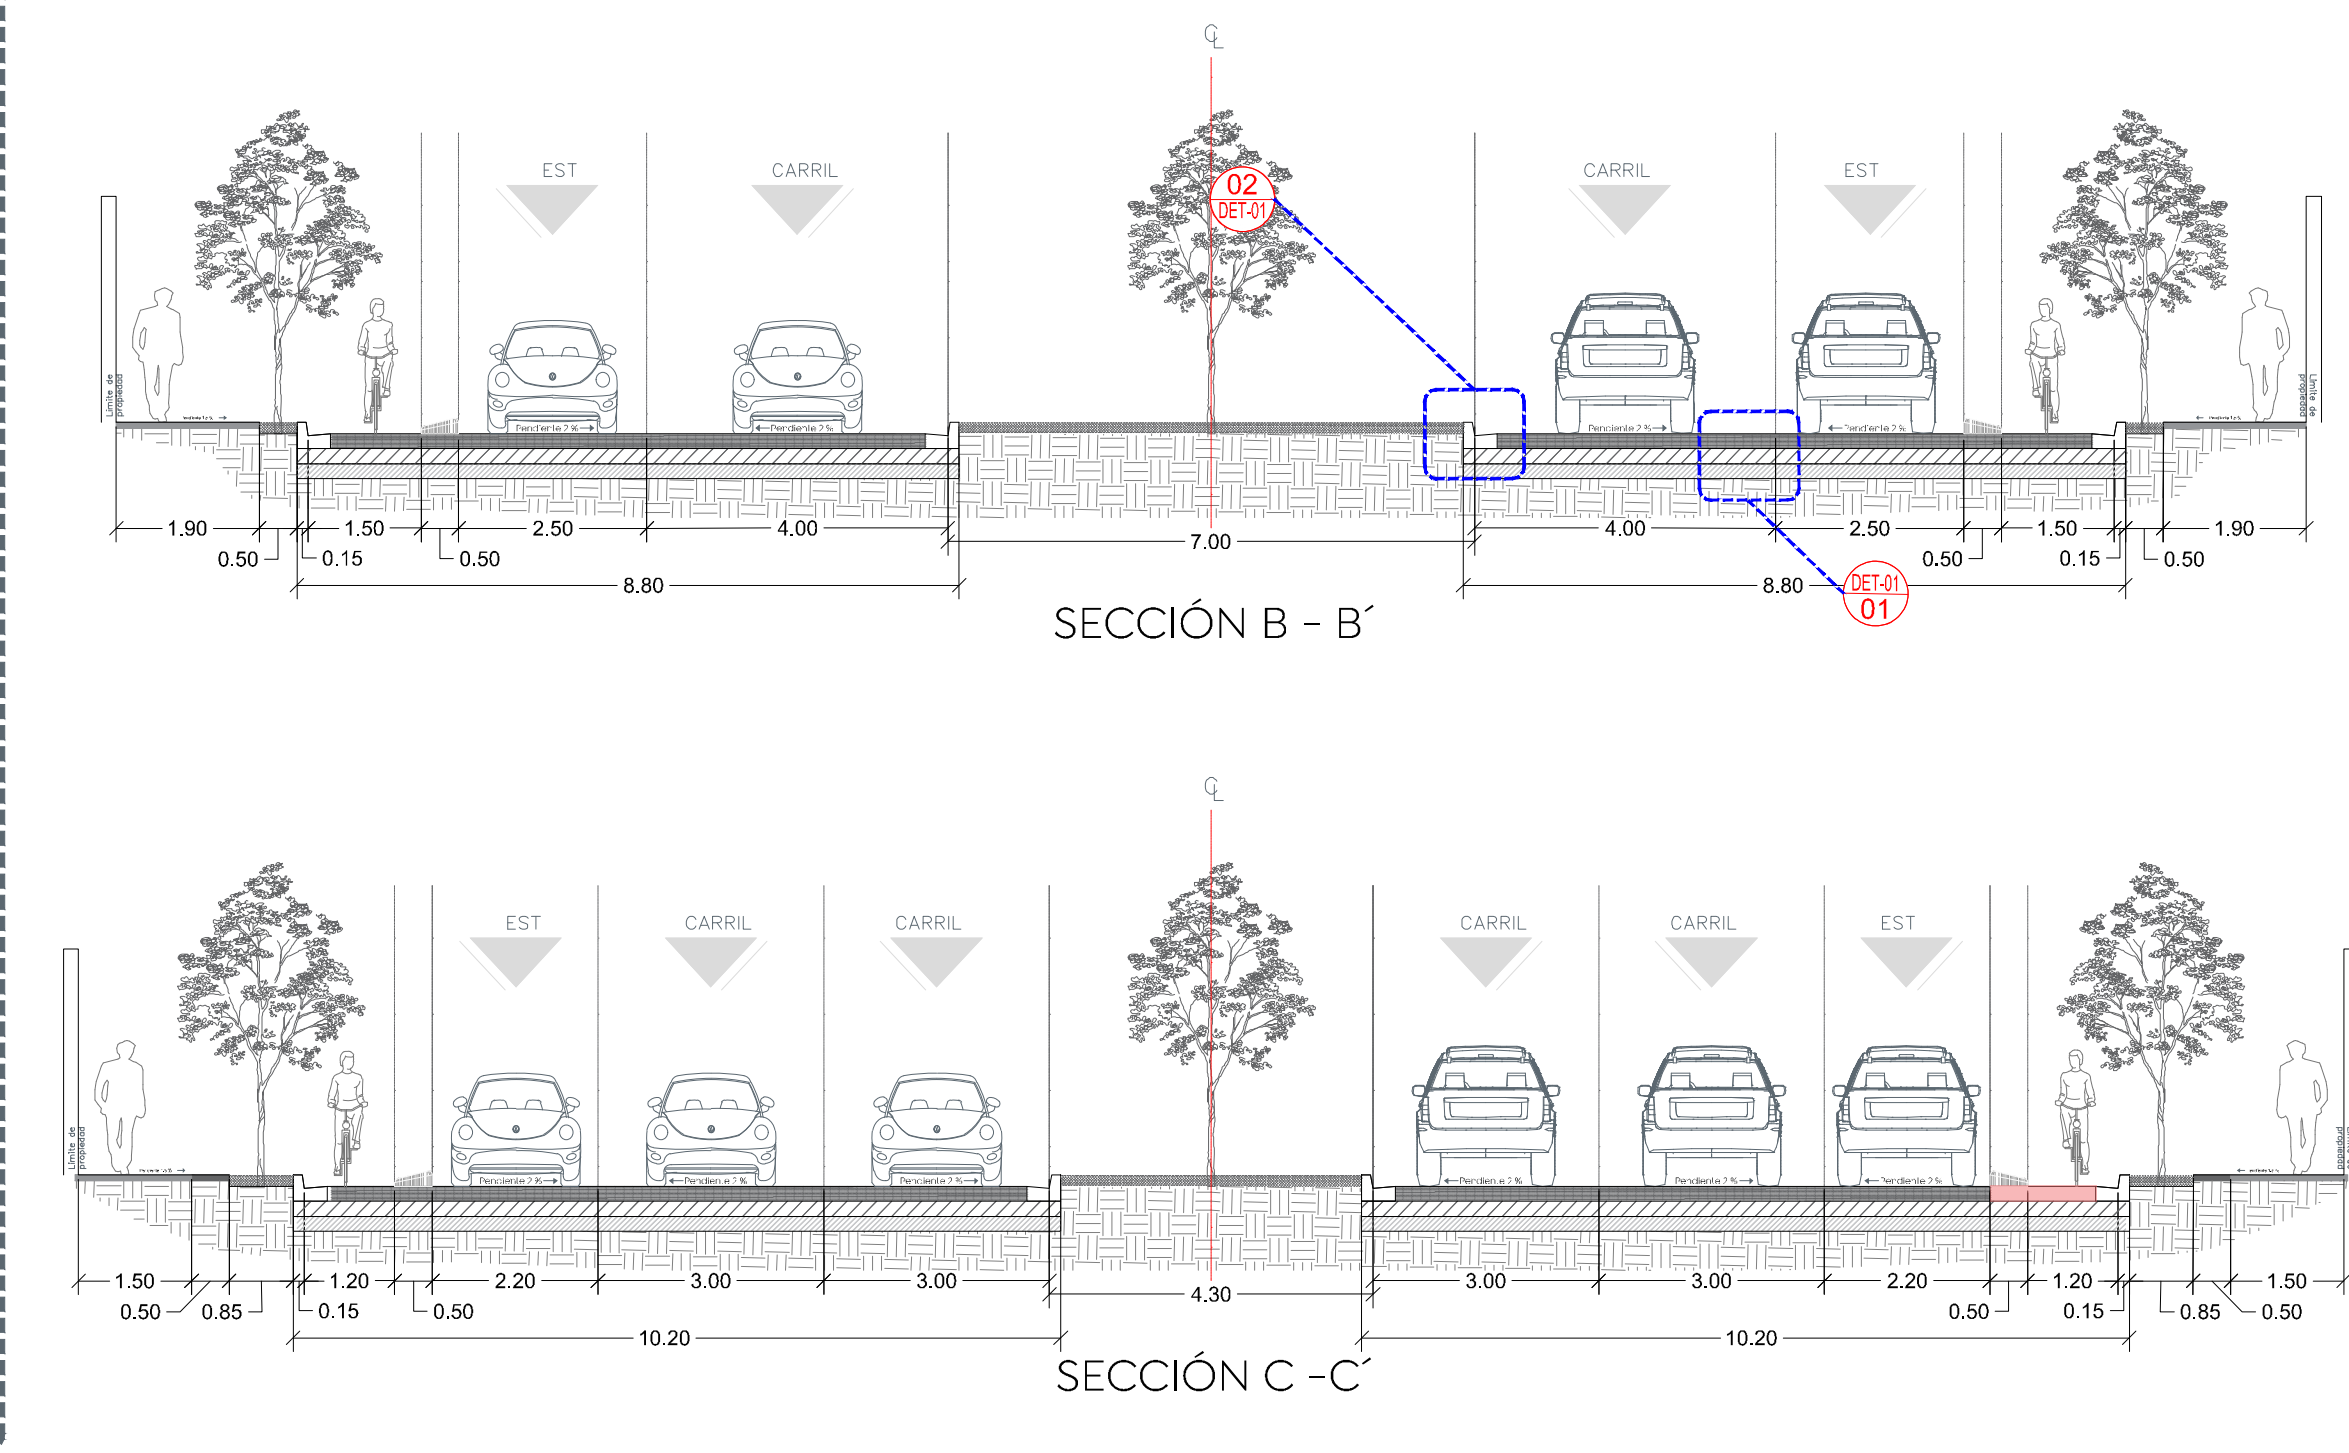 ℄
EST
CARRIL
CARRIL
EST
02
DET-01
Límite de
propiedad
Límite de
propiedad
Pendiente 2 %
Pendiente 2 %
Pendiente 2 %
Pendiente 2 %
1.90
1.50
2.50
4.00
7.00
4.00
2.50
1.50
1.90
0.50
0.15
0.50
0.50
0.15
0.50
8.80
8.80
DET-01
01
SECCIÓN B - B´
℄
EST
CARRIL
CARRIL
CARRIL
CARRIL
EST
Límite de
propiedad
propiedad
Pendiente 2 %
Pendiente 2 %
Pendiente 2 %
Pendiente 2 %
Pendiente 2 %
Pendiente 2 %
1.50
1.20
2.20
3.00
3.00
4.30
3.00
3.00
2.20
1.20
1.50
0.50
0.85
0.15
0.50
0.50
0.15
0.85
0.50
10.20
10.20
SECCIÓN C -C´